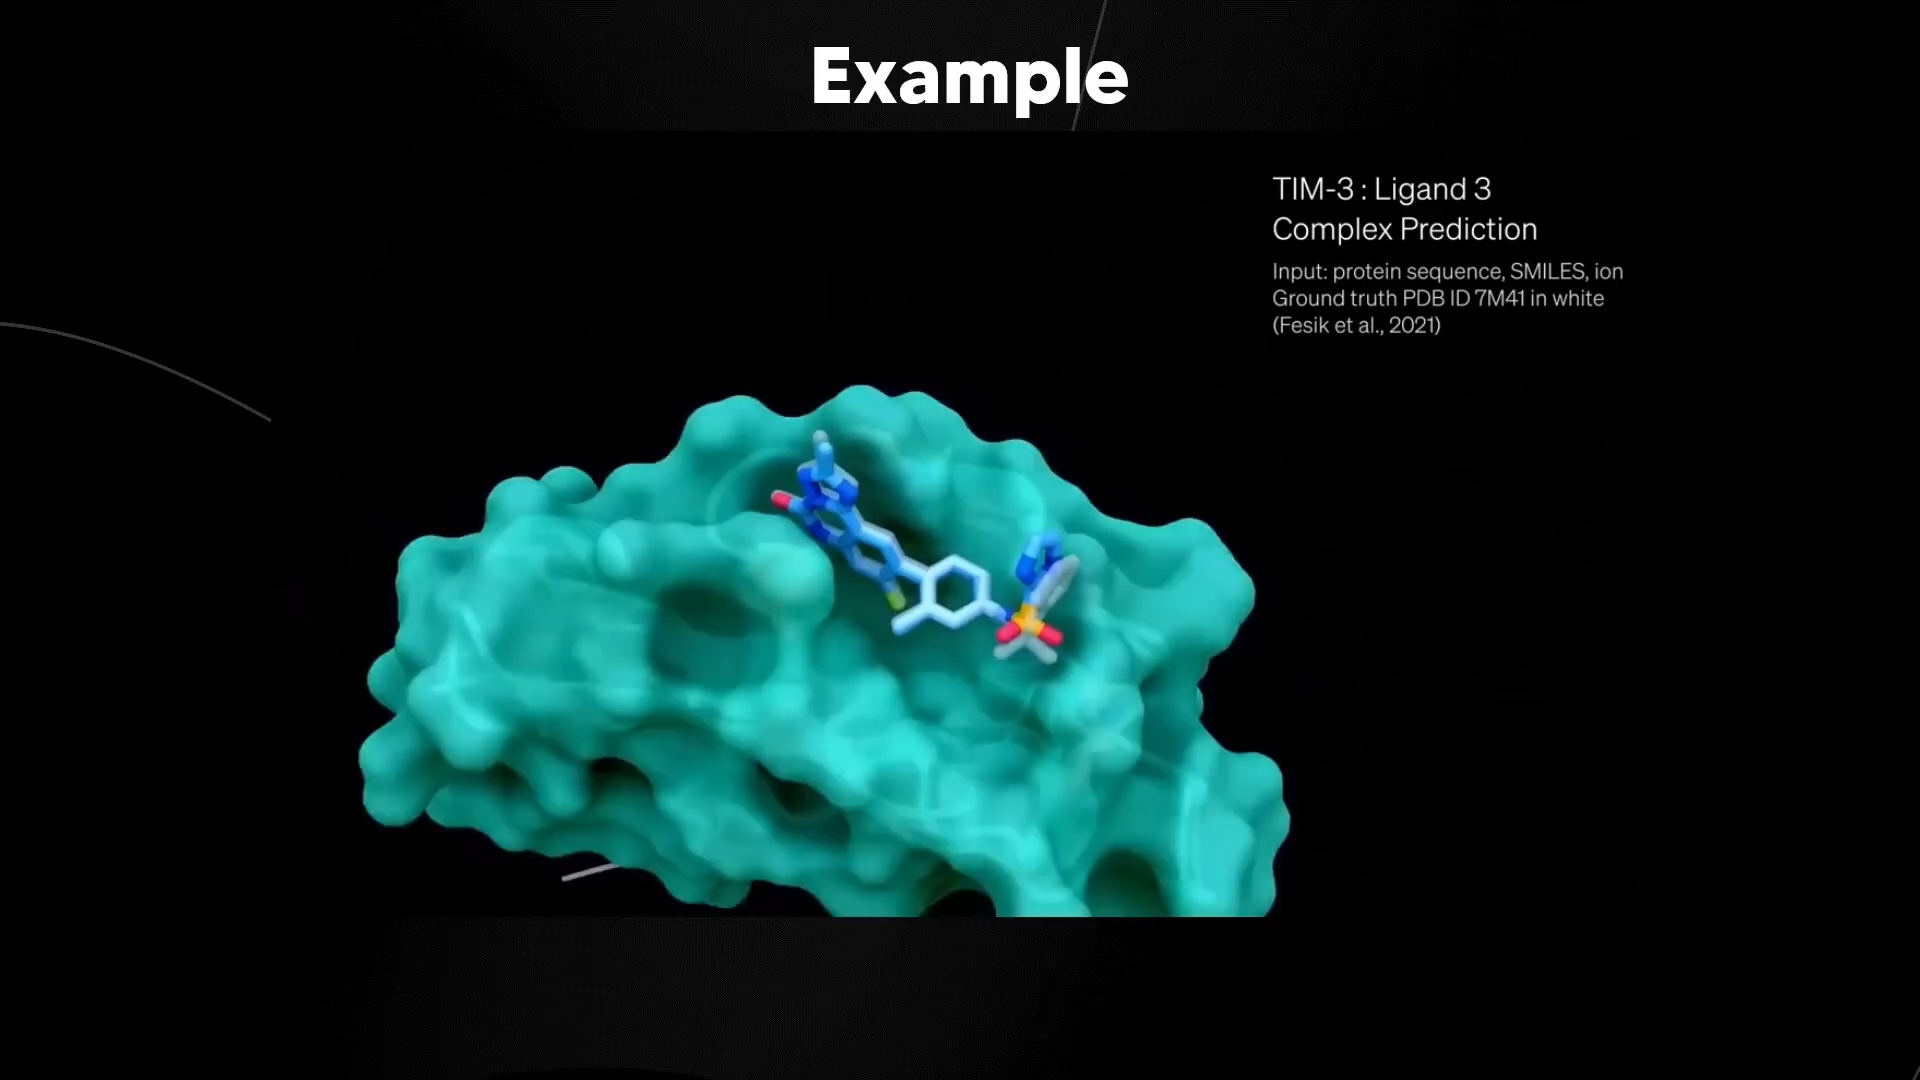 Example
TIM-3 : Ligand 3
Complex Prediction
Input: protein sequence, SMILES, ion
Ground truth PDB ID 7M41 in white
(Fesik et al., 2021)